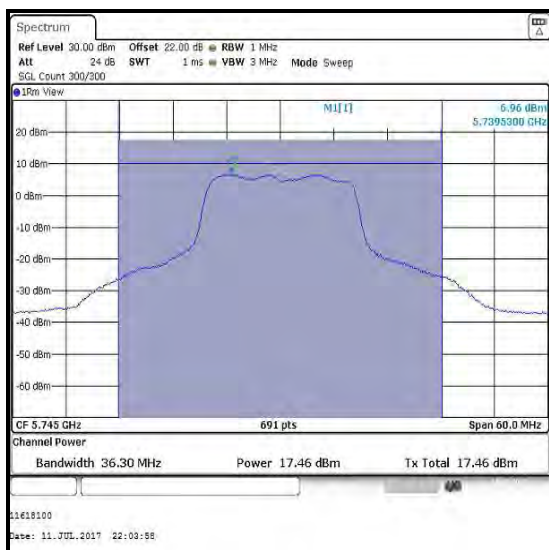 Spectrum
Ref Level 30.00 dBm Offset 22.00 dB RBW 1 MHz
Att 24 dB SWT 1 ms VBW 3 MHz Mode Sweep
SGL Count 300/300
1Rm View
M1[1] 6.96 dBm
5.7395300 GHz
20 dBm
10 dBm
0 dBm
-10 dBm
-20 dBm
-30 dBm
-40 dBm
-50 dBm
-60 dBm
CF 5.745 GHz 691 pts Span 60.0 MHz
Channel Power
Bandwidth 36.30 MHz Power 17.46 dBm Tx Total 17.46 dBm
11618100
Date: 11.JUL.2017 22:03:58